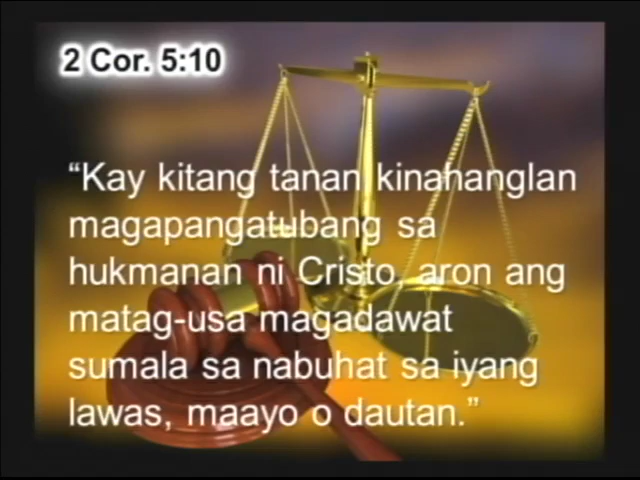 2 Cor. 5:10
“Kay kitang tanan kinahanglan
magapangatubang sa
hukmanan ni Cristo, aron ang
matag-usa magadawat
sumala sa nabuhat sa iyang
lawas, maayo o dautan.”